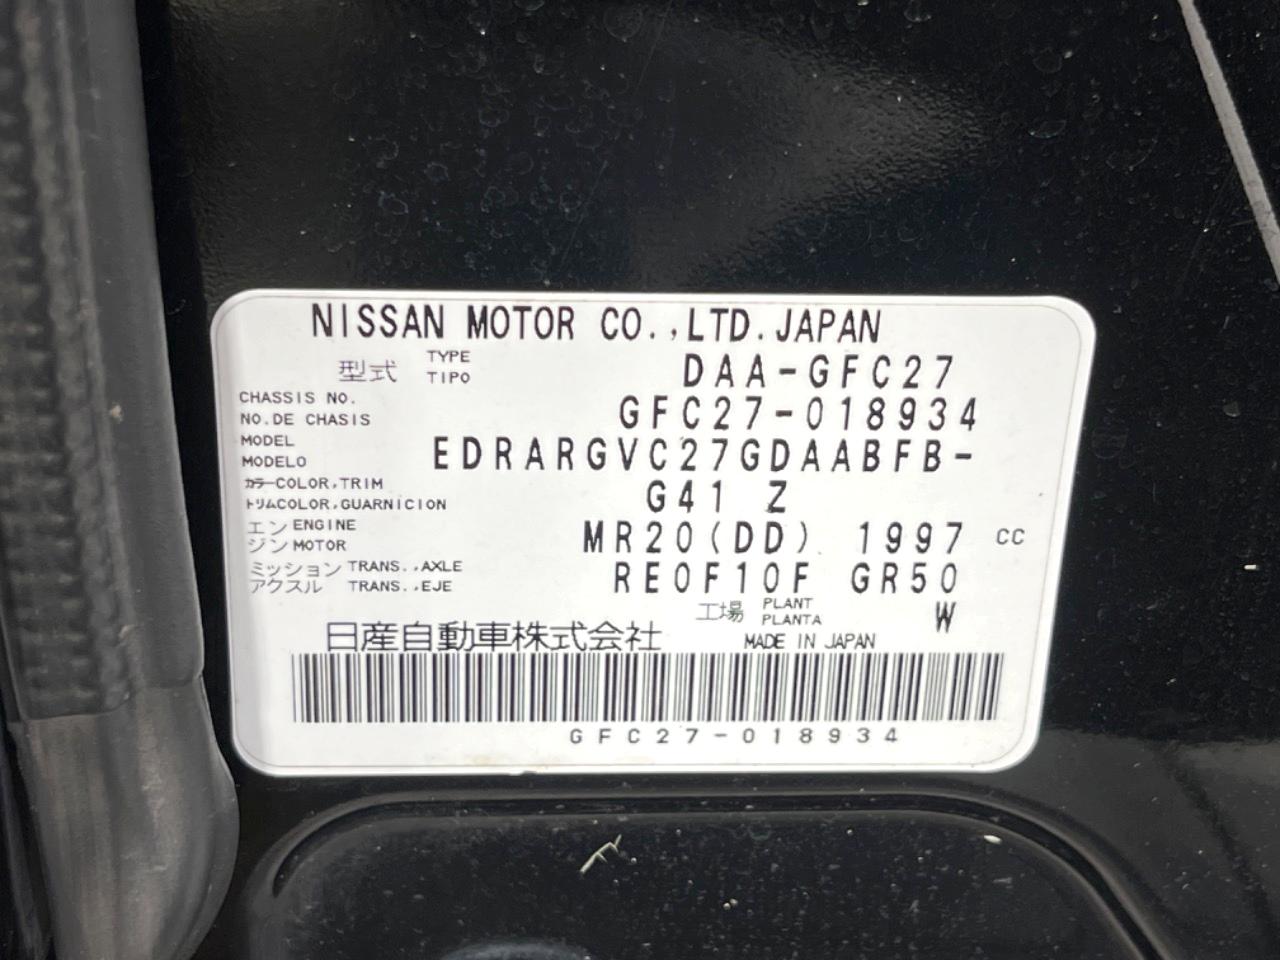 NISSAN MOTOR CO.,LTD.JAPAN
型式 TYPE TIPO DAA-GFC27
CHASSIS NO.
NO.DE CHASIS GFC27-018934
MODEL
MODELO EDRARGVC27GDAABFB-
カラーCOLOR,TRIM
トリムCOLOR,GUARNICION G41 Z
エンジン ENGINE MOTOR MR20(DD) 1997 CC
ミッション TRANS.,AXLE
アクスル TRANS.,EJE RE0F10F GR50
工場 PLANT PLANTA W
日産自動車株式会社 MADE IN JAPAN
GFC27-018934